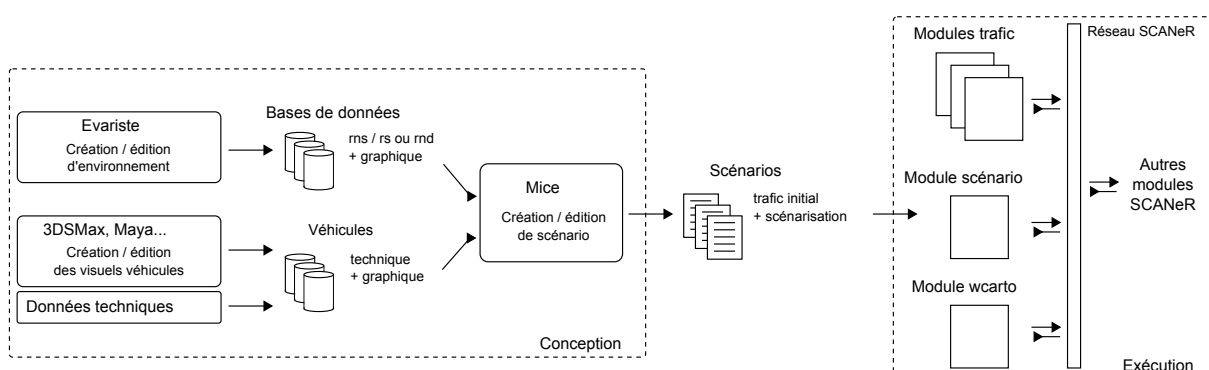 Evariste
Création / édition
d'environnement
Bases de données
rns / rs ou rnd
+ graphique
3DSMax, Maya...
Création / édition
des visuels véhicules
Données techniques
Véhicules
technique
+ graphique
Mice
Création / édition
de scénario
Conception
Scénarios
trafic initial
+ scénarisation
Modules trafic
Réseau SCANeR
Module scénario
Module wcarto
Autres
modules
SCANeR
Exécution